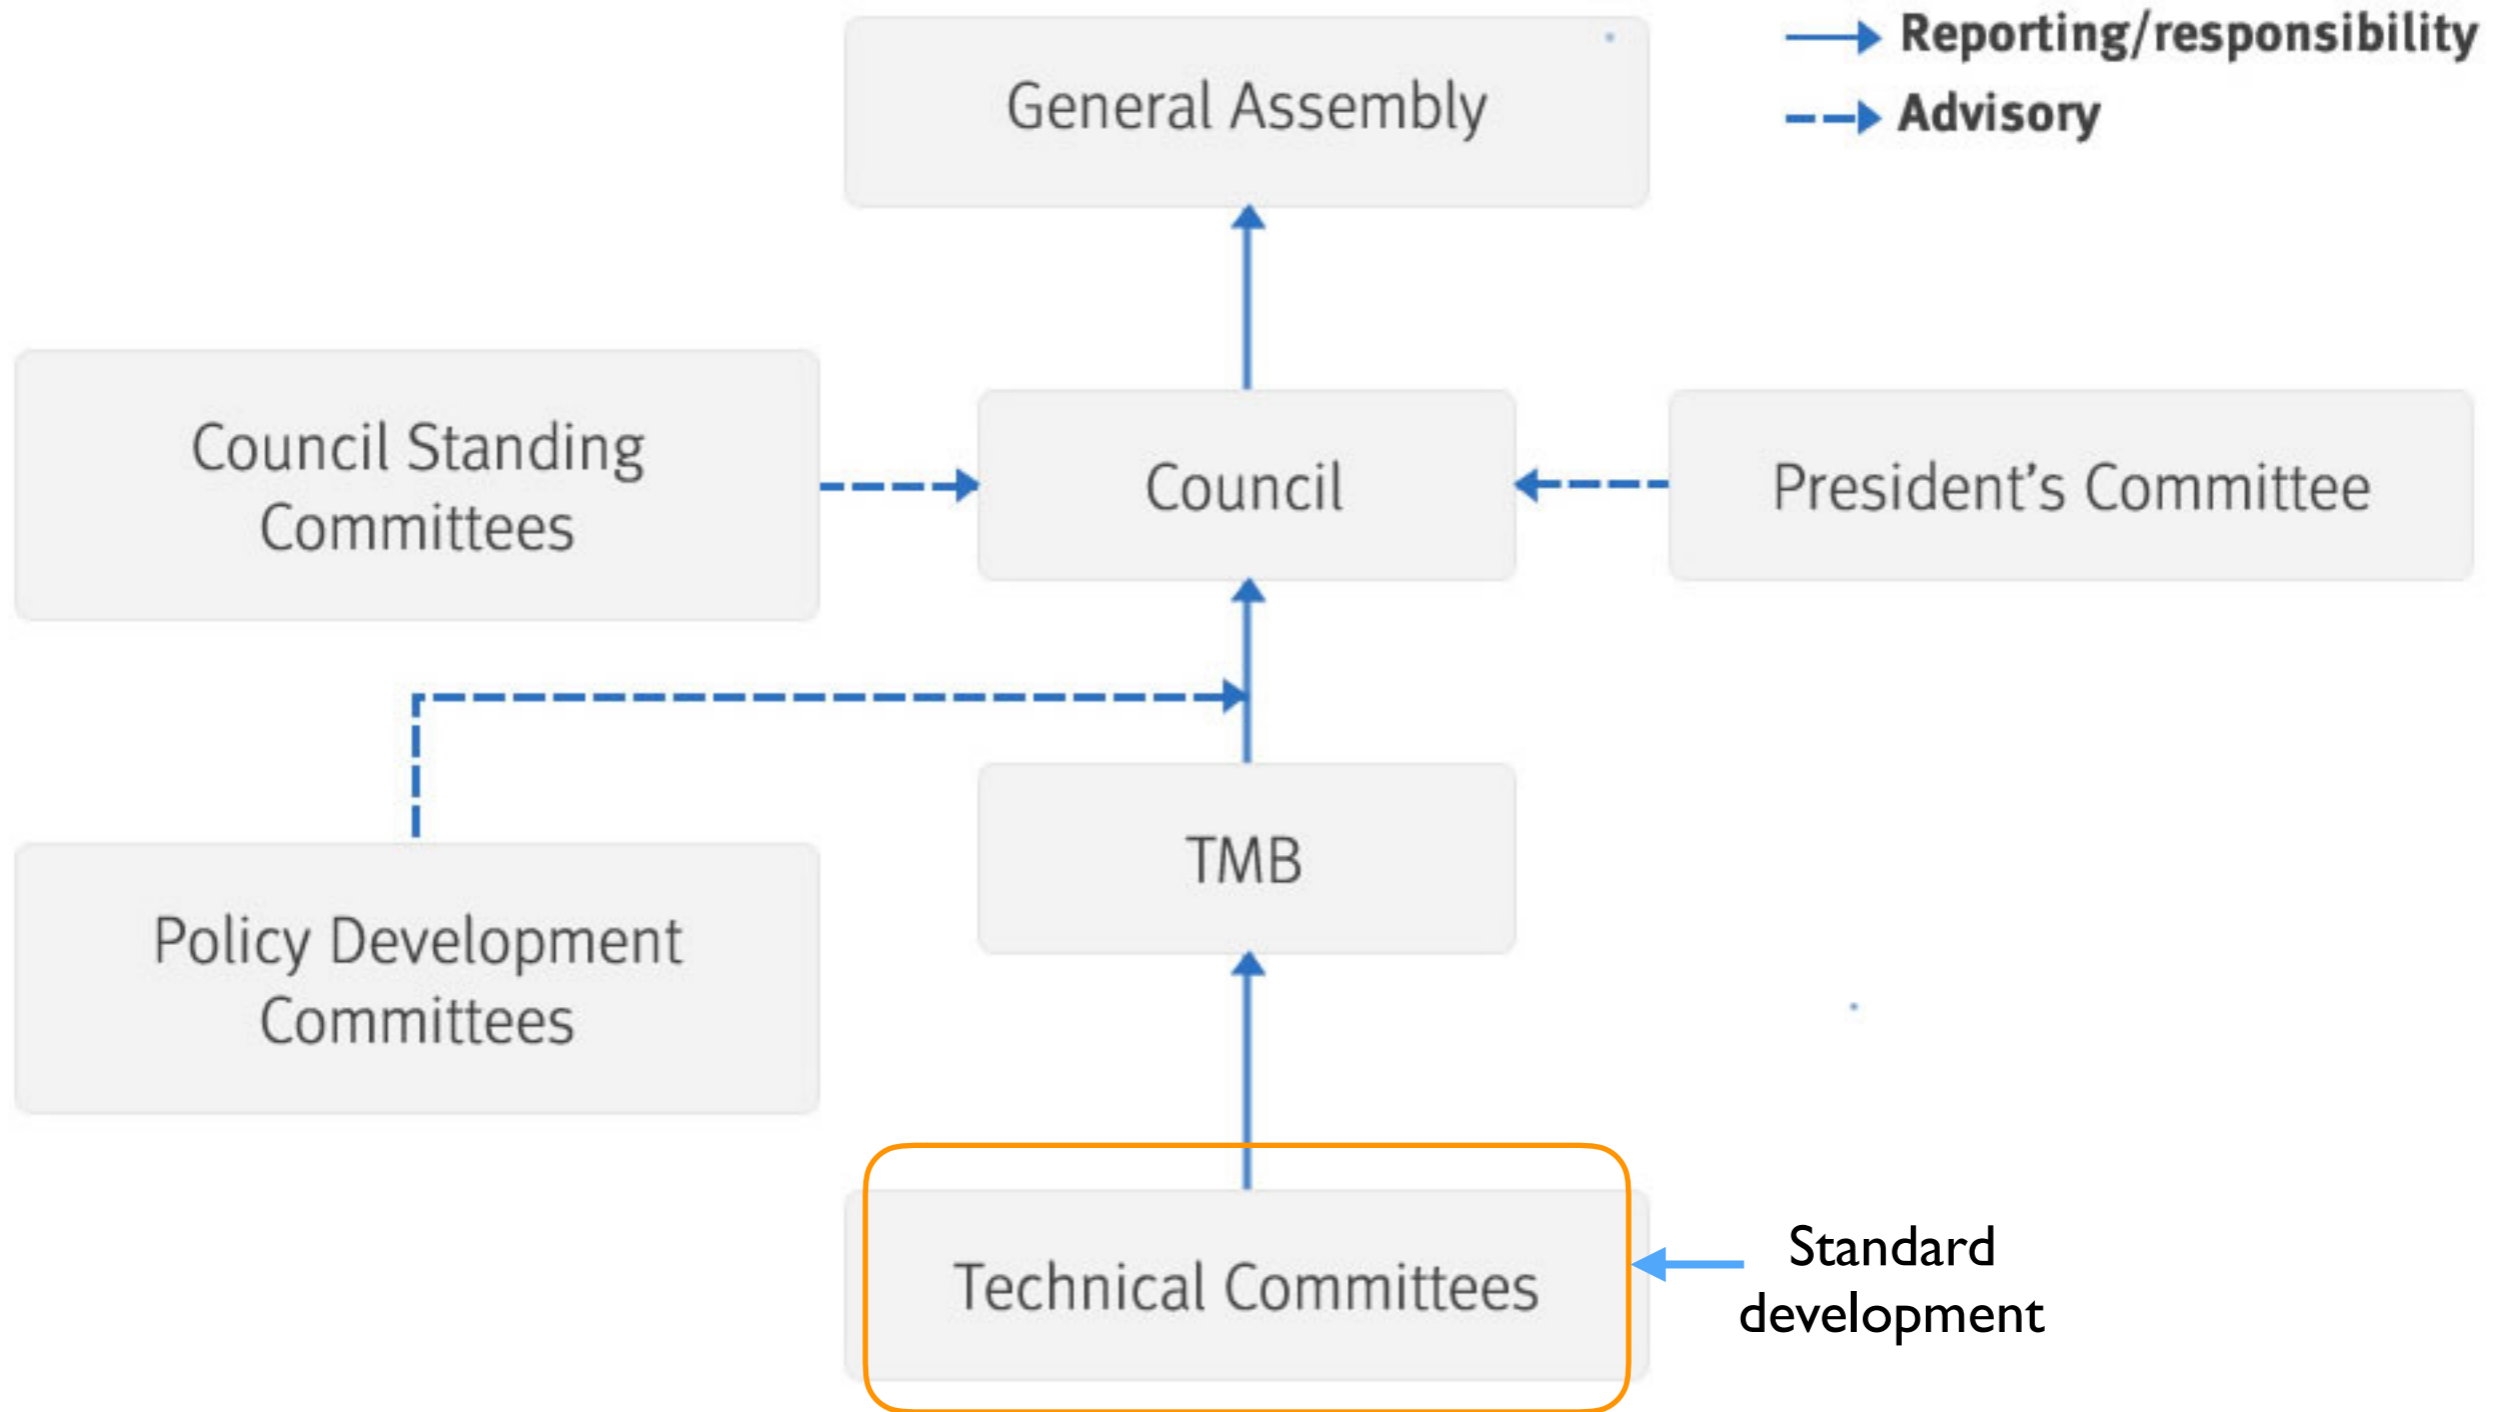 General Assembly
Reporting/responsibility
Advisory
Council Standing
Committees
Council
President's Committee
Policy Development
Committees
TMB
Technical Committees
Standard
development